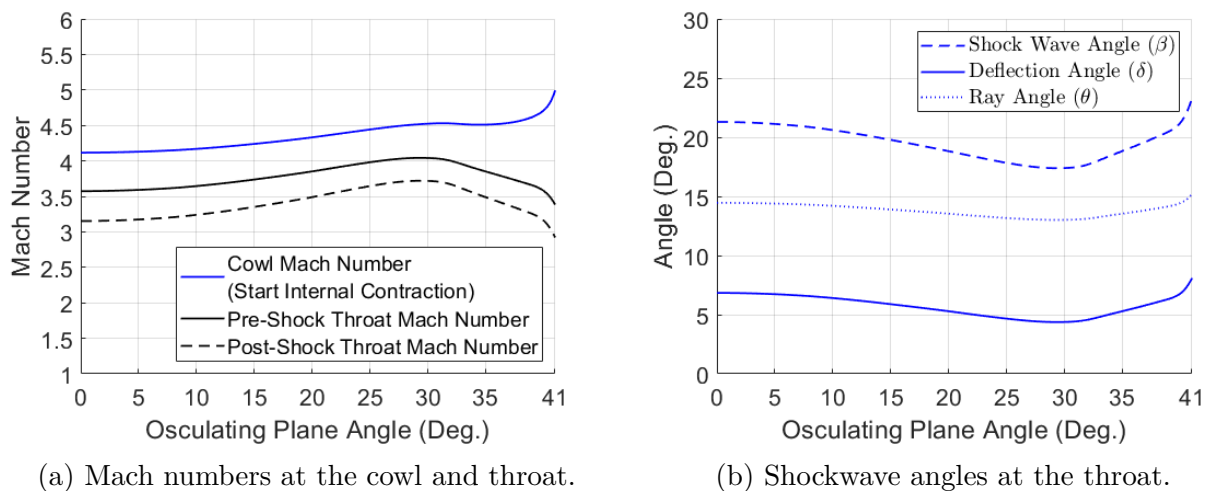 6
5.5
5
4.5
4
3.5
3
2.5
2
1.5
1
Mach Number
Cowl Mach Number
(Start Internal Contraction)
Pre-Shock Throat Mach Number
Post-Shock Throat Mach Number
0 5 10 15 20 25 30 35 41
Osculating Plane Angle (Deg.)
(a) Mach numbers at the cowl and throat.
30
25
20
15
10
5
0
Angle (Deg.)
Shock Wave Angle (β)
Deflection Angle (δ)
Ray Angle (θ)
0 5 10 15 20 25 30 35 41
Osculating Plane Angle (Deg.)
(b) Shockwave angles at the throat.